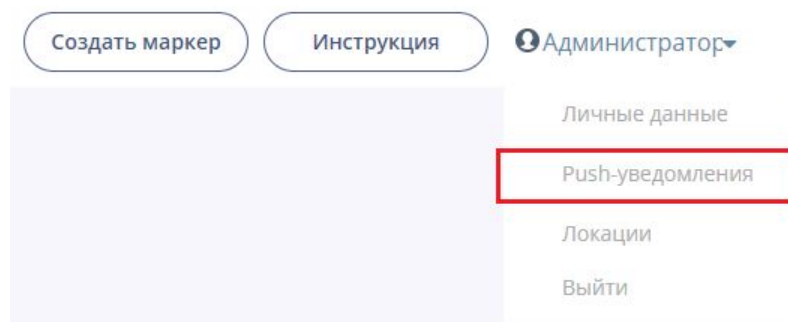 Создать маркер Инструкция Администратор
Личные данные
Push-уведомления
Локации
Выйти